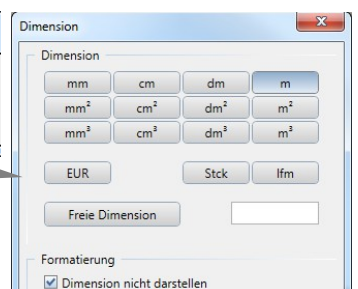 Dimension
Dimension
mm cm dm m
mm² cm² dm² m²
mm³ cm³ dm³ m³
EUR Stck lfm
Freie Dimension
Formatierung
Dimension nicht darstellen